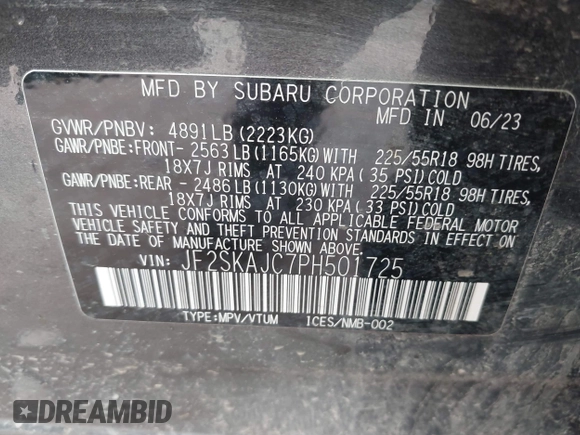 MFD BY SUBARU CORPORATION
MFD IN 06/23
GVWR/PNBV: 4891LB(2223KG)
GAWR/PNBE:FRONT- 2563LB(1165KG)WITH 225/55R18 98H TIRES,
18X7J RIMS AT 240 KPA( 35 PSI)COLD
GAWR/PNBE:REAR - 2486LB(1130KG)WITH 225/55R18 98H TIRES,
18X7J RIMS AT 230 KPA( 33 PSI)COLD
THIS VEHICLE CONFORMS TO ALL APPLICABLE FEDERAL MOTOR
VEHICLE SAFETY AND THEFT PREVENTION STANDARDS IN EFFECT
ON THE DATE OF MANUFACTURE SHOWN ABOVE.
VIN: JF2SKAJC7PH501725
TYPE:MPV/VTUM ICES/NMB-002
DREAMBID